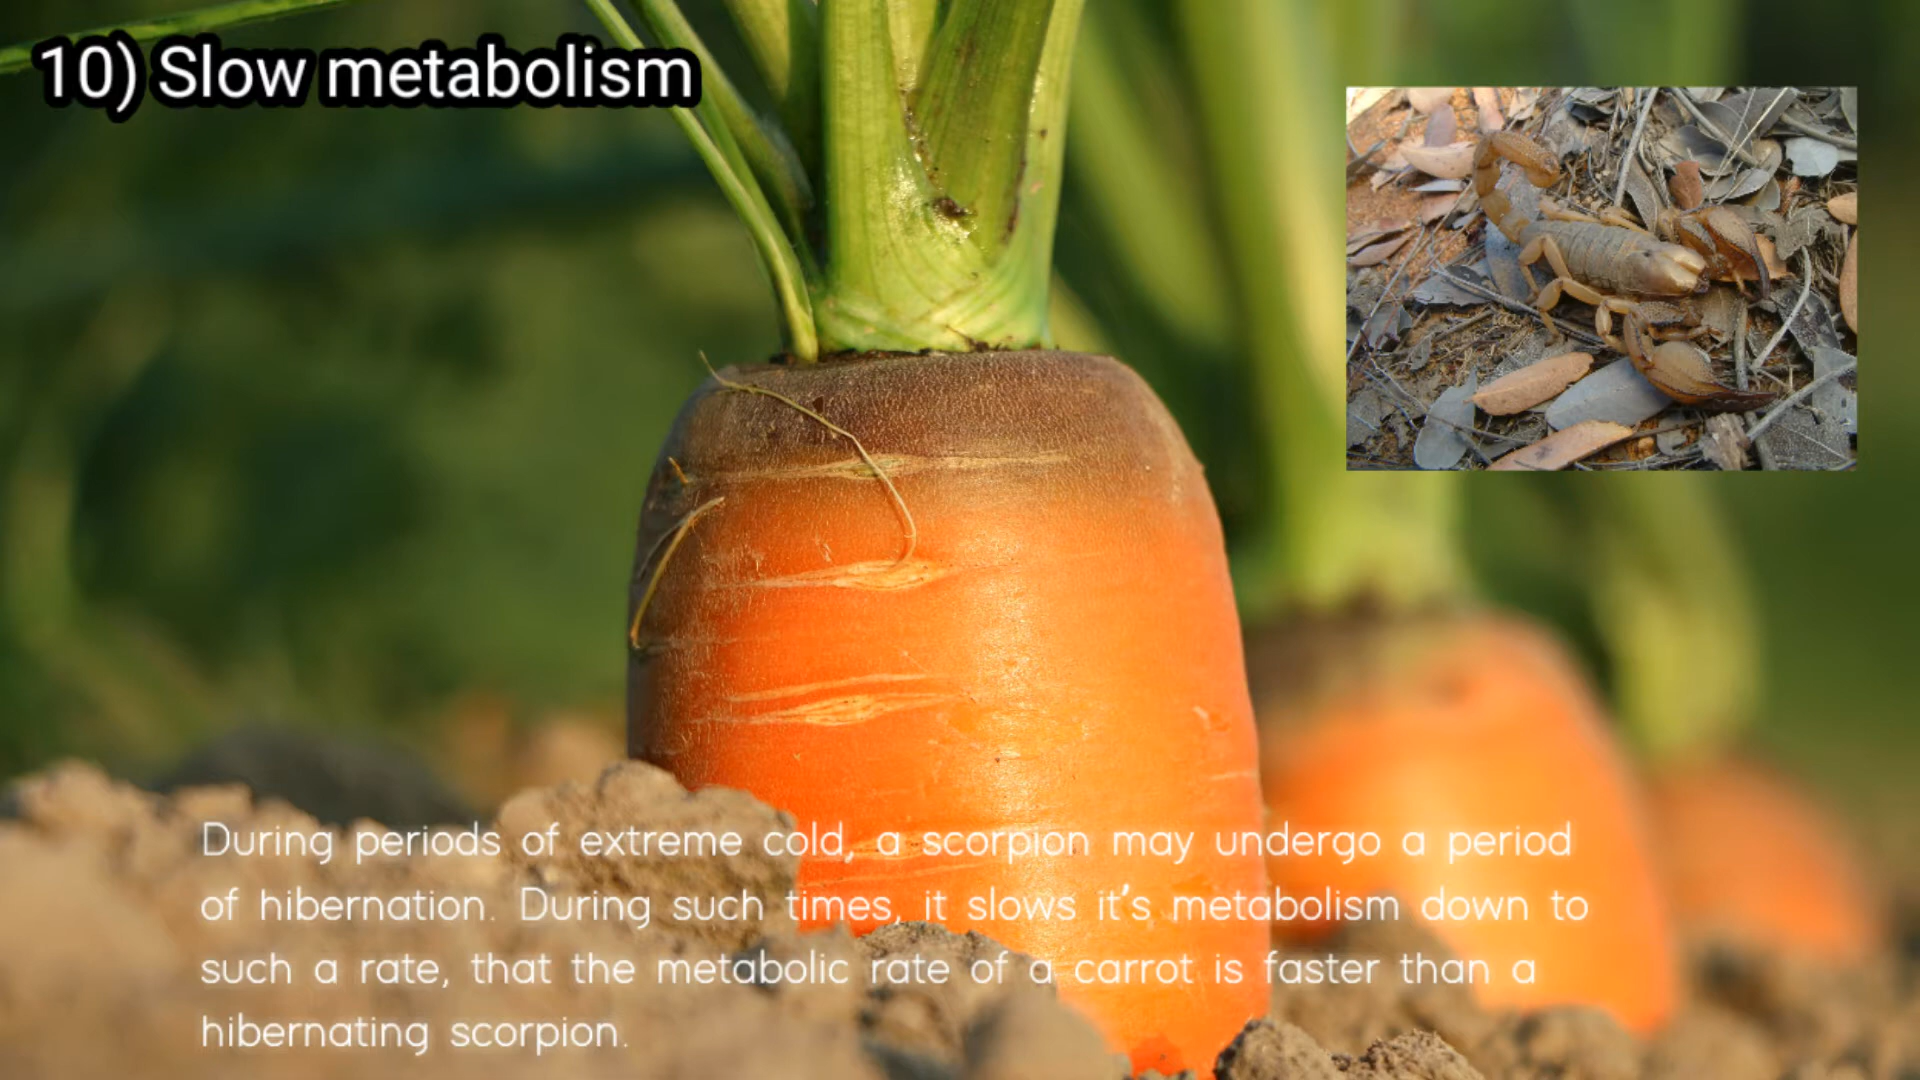 10) Slow metabolism
During periods of extreme cold, a scorpion may undergo a period
of hibernation. During such times, it slows it's metabolism down to
such a rate, that the metabolic rate of a carrot is faster than a
hibernating scorpion.